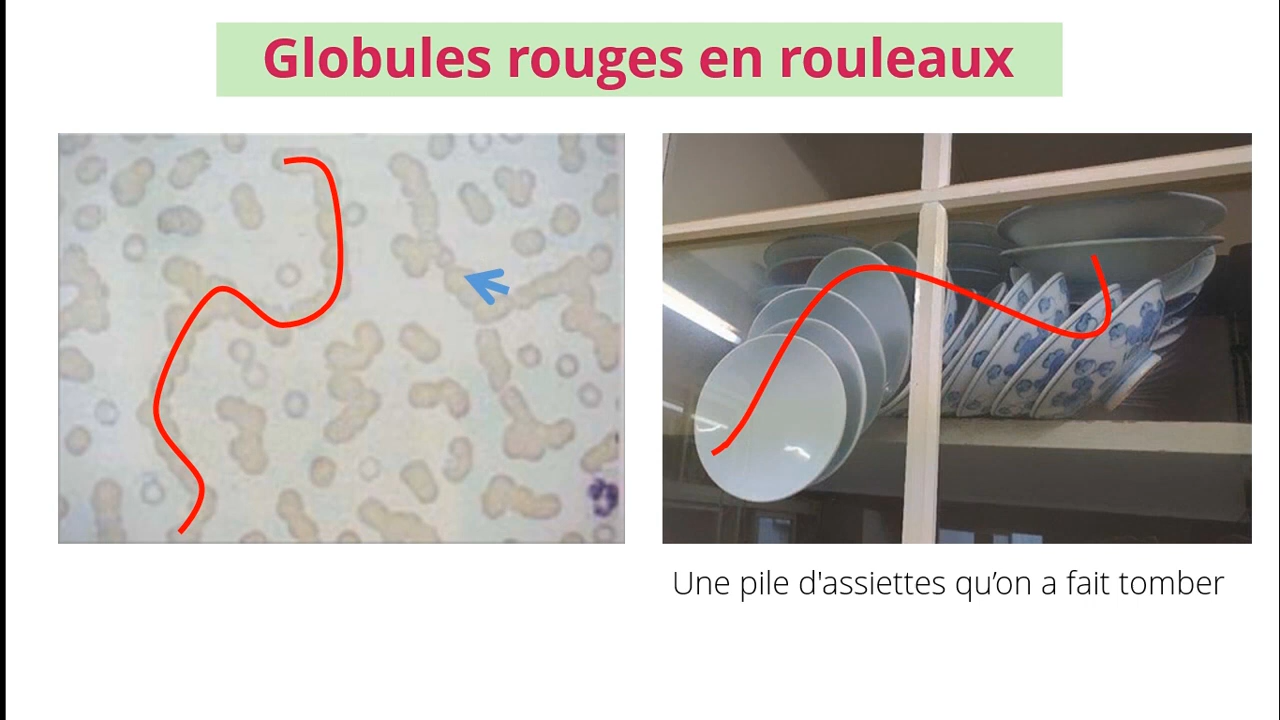 Globules rouges en rouleaux
Une pile d'assiettes qu’on a fait tomber